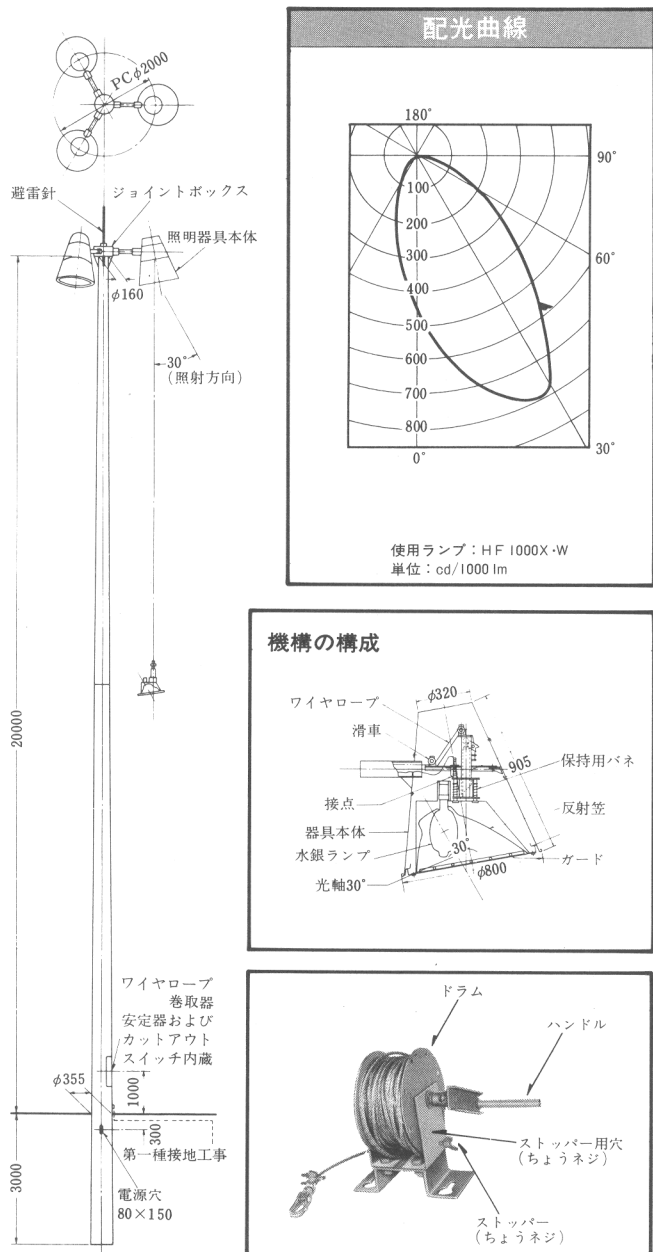 PCφ2000
避雷針
ジョイントボックス
照明器具本体
φ160
30°
(照射方向)
20000
ワイヤロープ
巻取器
安定器および
カットアウト
スイッチ内蔵
φ355
1000
300
第一種接地工事
3000
電源穴
80×150
配光曲線
180°
90°
100
200
300
60°
400
500
600
700
800
0°
30°
使用ランプ:HF1000X・W
単位:cd/1000lm
機構の構成
φ320
ワイヤロープ
滑車
905
保持用バネ
接点
反射笠
器具本体
水銀ランプ
30°
ガード
φ800
光軸30°
ドラム
ハンドル
ストッパー用穴
(ちょうネジ)
ストッパー
(ちょうネジ)